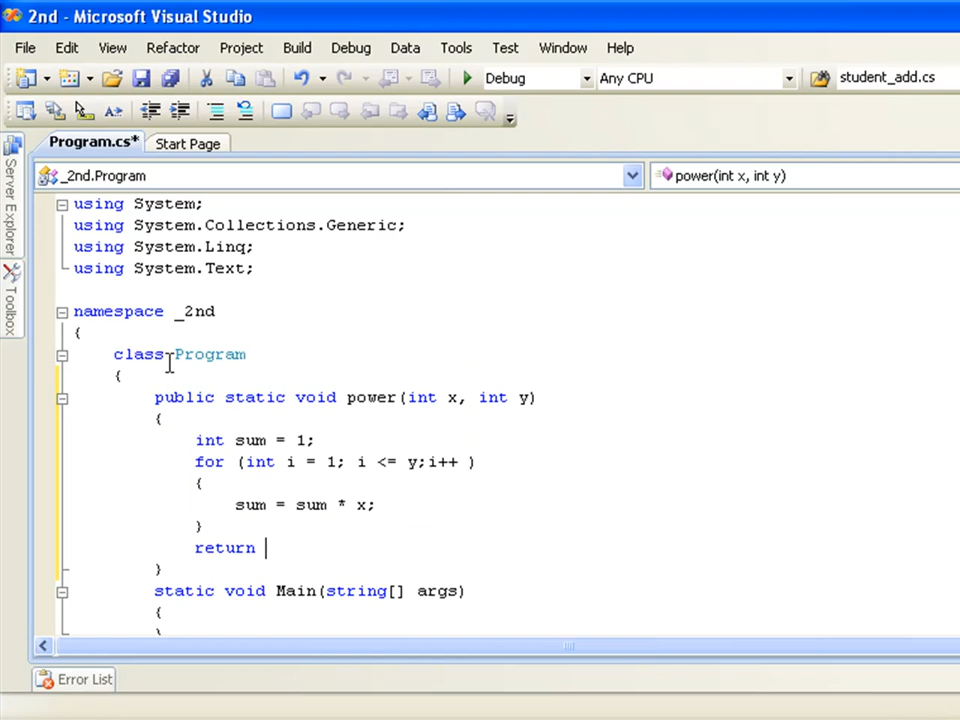 2nd - Microsoft Visual Studio
File Edit View Refactor Project Build Debug Data Tools Test Window Help
Debug Any CPU student_add.cs
Program.cs* Start Page
_2nd.Program power(int x, int y)
Server Explorer
Toolbox
using System;
using System.Collections.Generic;
using System.Linq;
using System.Text;
namespace _2nd
{
class Program
{
public static void power(int x, int y)
{
int sum = 1;
for (int i = 1; i <= y;i++ )
{
sum = sum * x;
}
return
}
static void Main(string[] args)
{
}
Error List